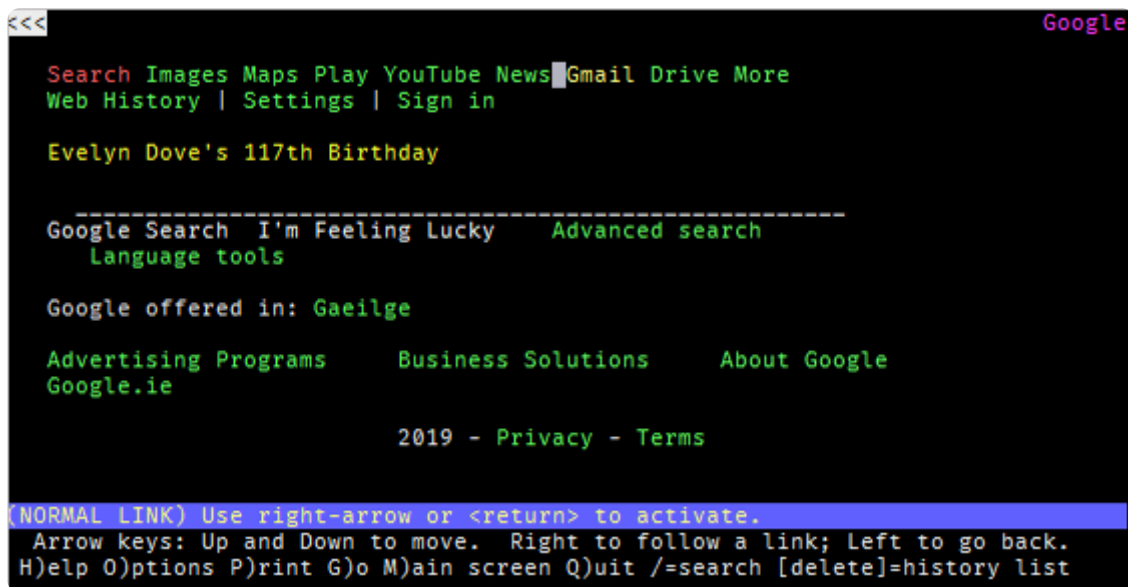 <<< Google
Search Images Maps Play YouTube News Gmail Drive More
Web History | Settings | Sign in
Evelyn Dove's 117th Birthday
_______________________________________________________
Google Search I'm Feeling Lucky Advanced search
Language tools
Google offered in: Gaeilge
Advertising Programs Business Solutions About Google
Google.ie
2019 - Privacy - Terms
(NORMAL LINK) Use right-arrow or <return> to activate.
Arrow keys: Up and Down to move. Right to follow a link; Left to go back.
H)elp O)ptions P)rint G)o M)ain screen Q)uit /=search [delete]=history list